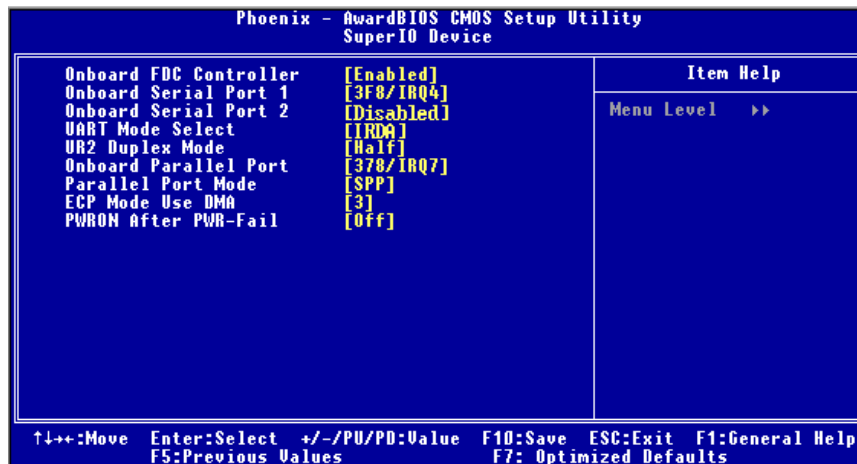 Phoenix - AwardBIOS CMOS Setup Utility
SuperIO Device
Onboard FDC Controller [Enabled]
Onboard Serial Port 1 [3F8/IRQ4]
Onboard Serial Port 2 [Disabled]
UART Mode Select [IRDA]
UR2 Duplex Mode [Half]
Onboard Parallel Port [378/IRQ7]
Parallel Port Mode [SPP]
ECP Mode Use DMA [3]
PWRON After PWR-Fail [Off]
Item Help
Menu Level ▸▸
↑↓→←:Move Enter:Select +/-/PU/PD:Value F10:Save ESC:Exit F1:General Help
F5:Previous Values F7: Optimized Defaults